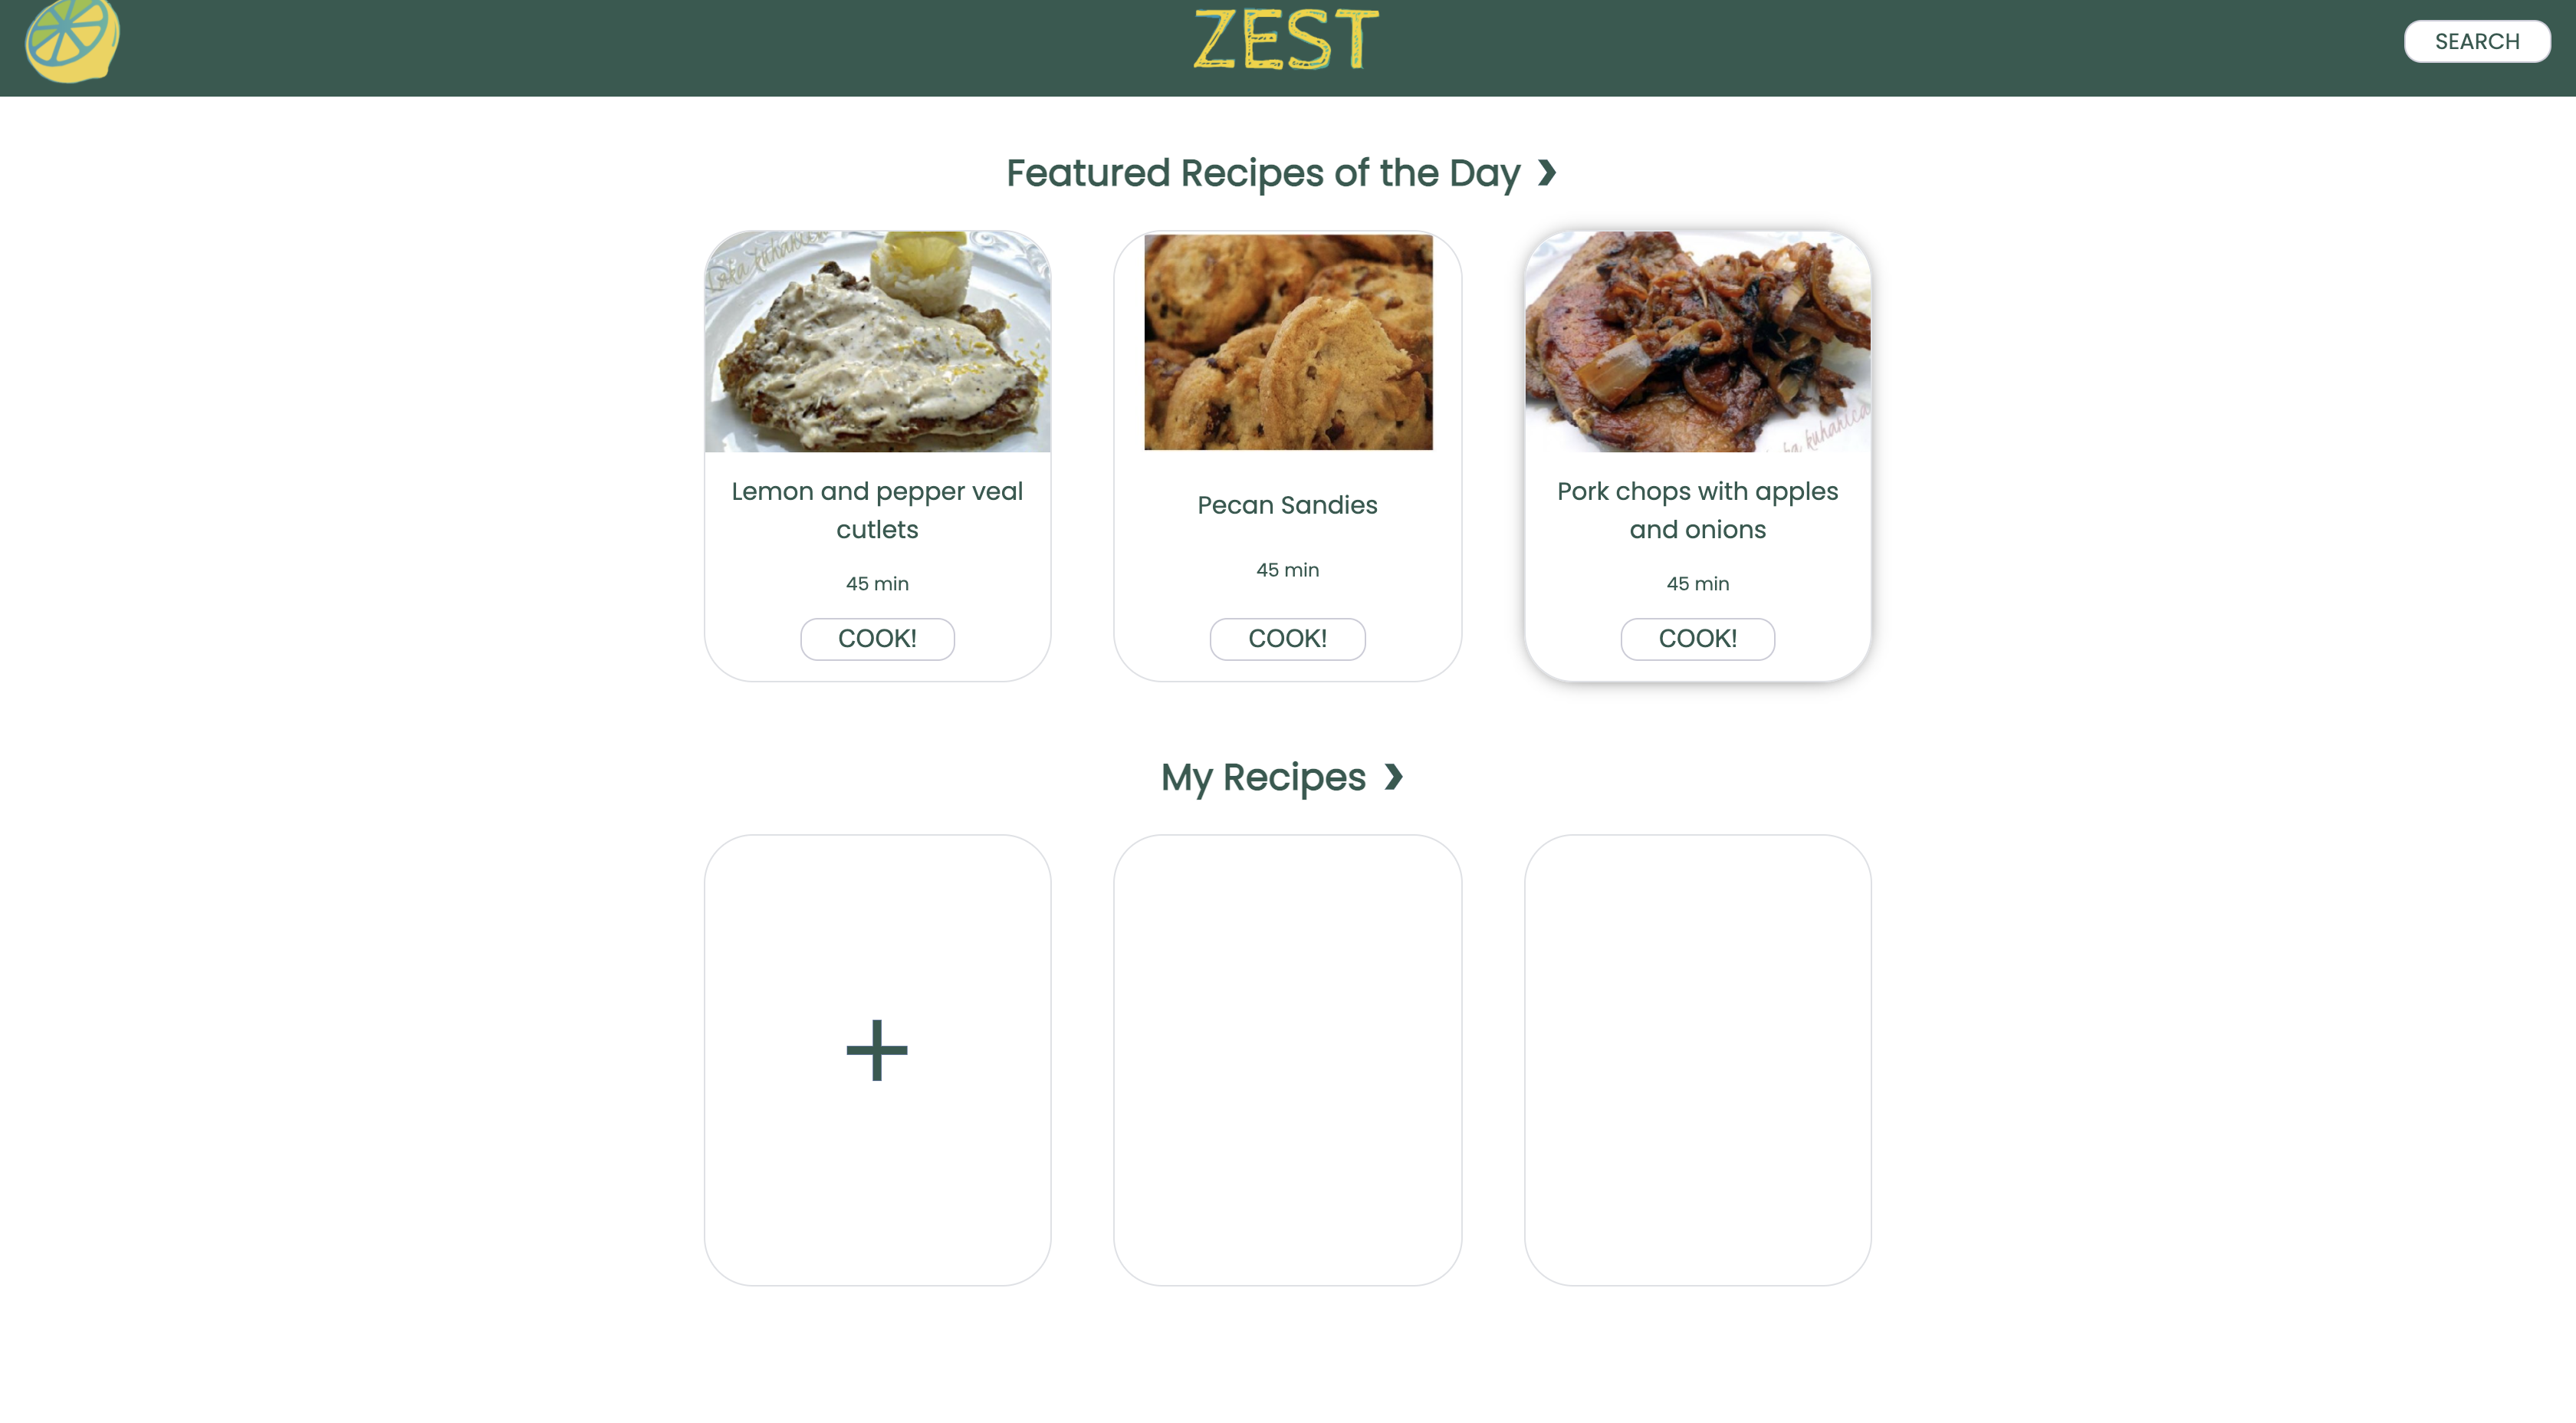 ZEST
SEARCH
Featured Recipes of the Day ›
Lemon and pepper veal
cutlets
45 min
COOK!
Pecan Sandies
45 min
COOK!
Pork chops with apples
and onions
45 min
COOK!
My Recipes ›
+